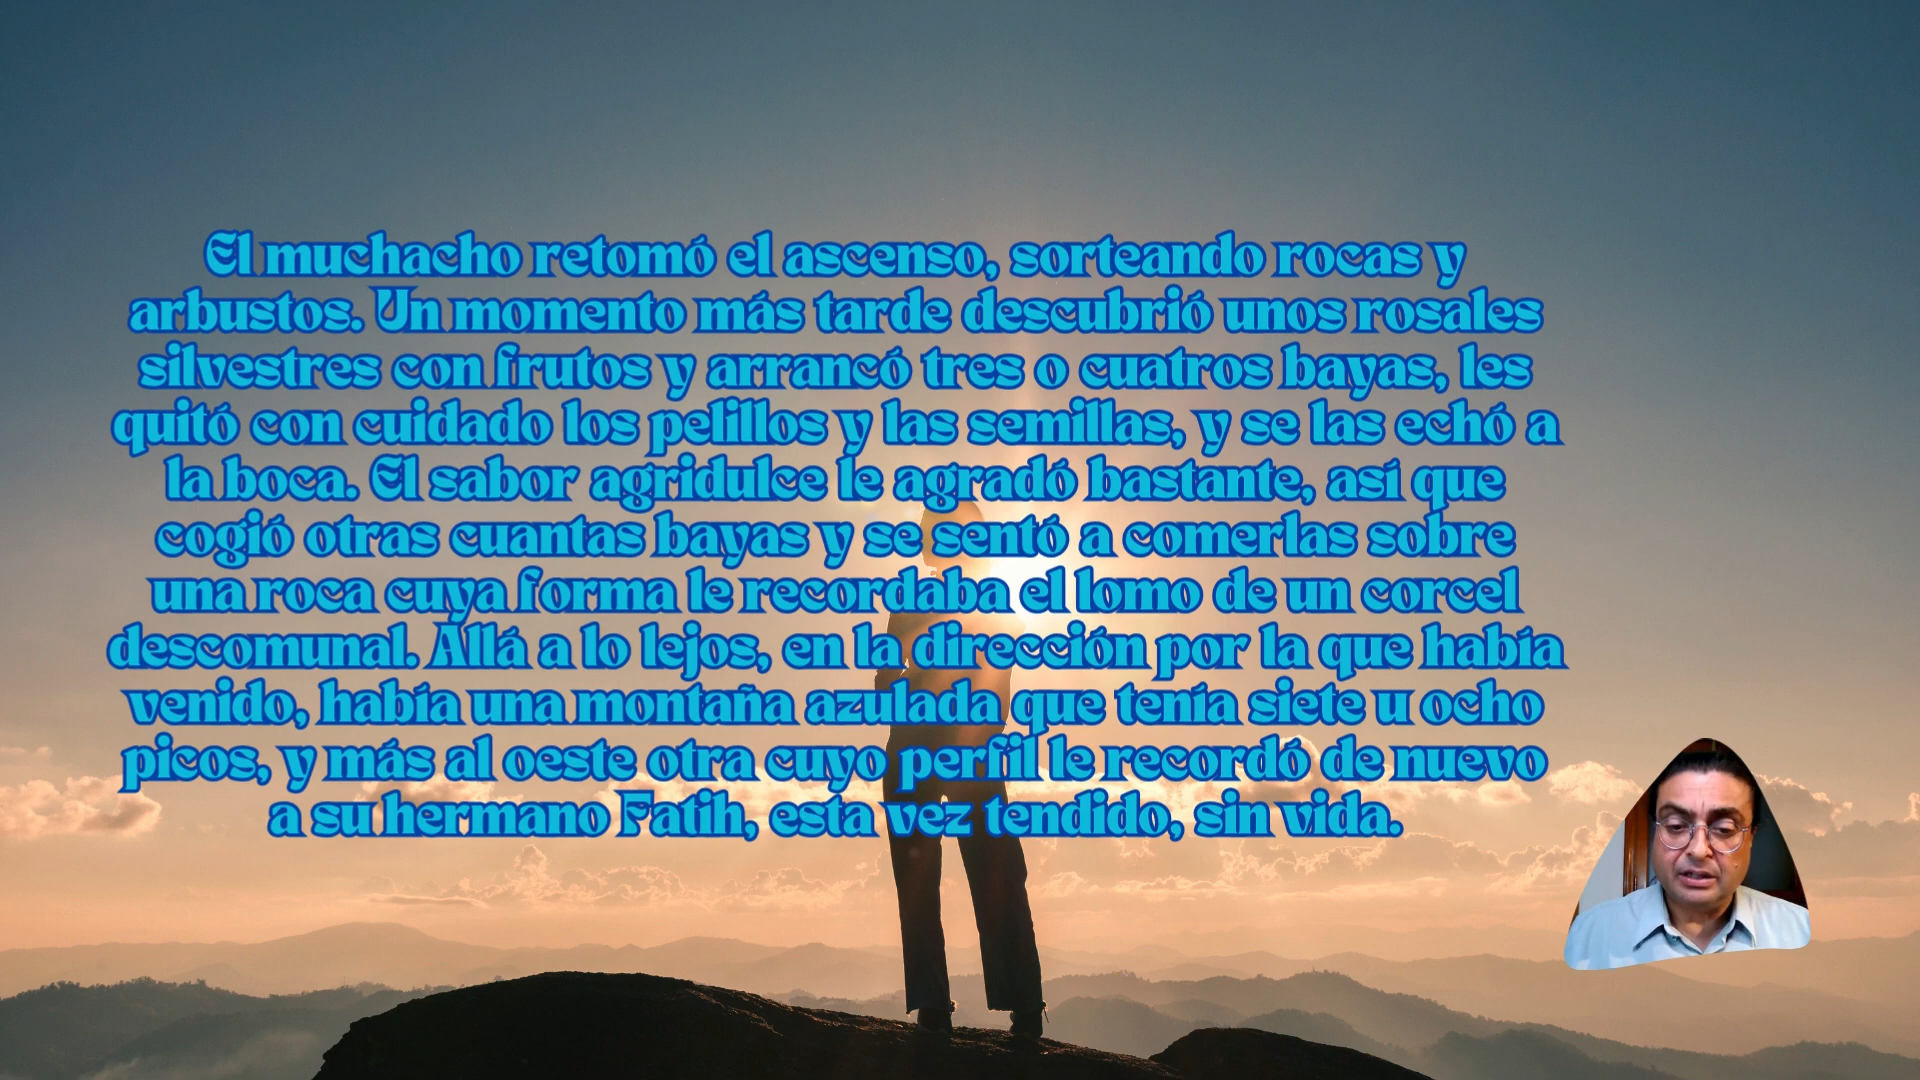 El muchacho retomó el ascenso, sorteando rocas y
arbustos. Un momento más tarde descubrió unos rosales
silvestres con frutos y arrancó tres o cuatros bayas, les
quitó con cuidado los pelillos y las semillas, y se las echó a
la boca. El sabor agridulce le agradó bastante, así que
cogió otras cuantas bayas y se sentó a comerlas sobre
una roca cuya forma le recordaba el lomo de un corcel
descomunal. Allá a lo lejos, en la dirección por la que había
venido, había una montaña azulada que tenía siete u ocho
picos, y más al oeste otra cuyo perfil le recordó de nuevo
a su hermano Fatih, esta vez tendido, sin vida.